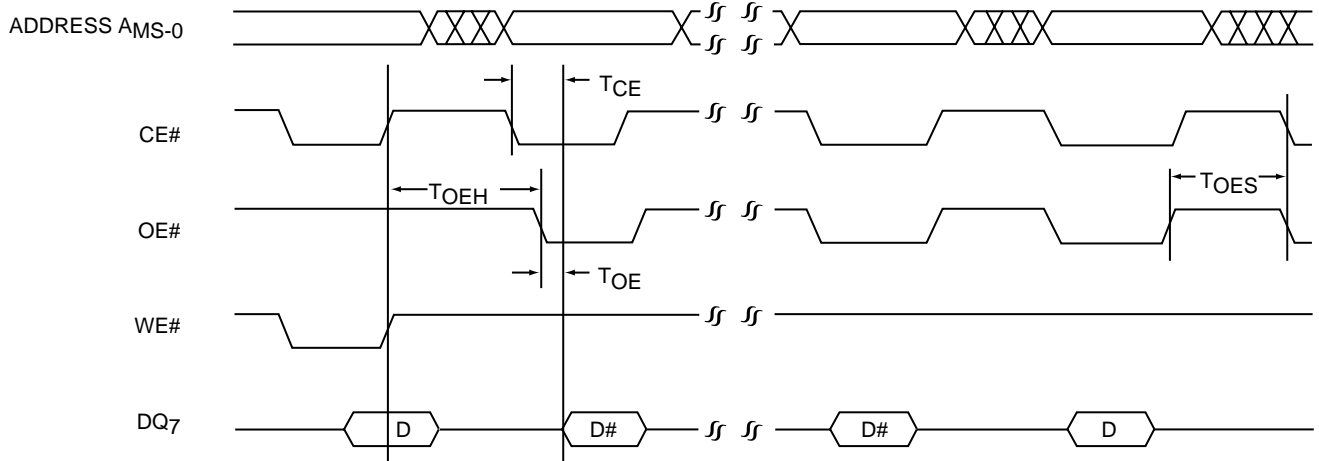 ADDRESS AMS-0
TCE
CE#
TOEH
TOES
OE#
TOE
WE#
DQ7
D
D#
D#
D